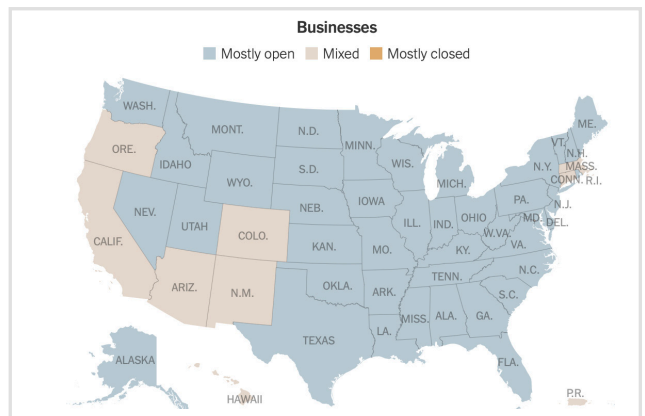 Businesses
Mostly open Mixed Mostly closed
WASH.
ME.
MONT.
N.D.
MINN.
VT.
ORE.
N.H.
IDAHO
S.D.
WIS.
N.Y.
MASS.
WYO.
MICH.
CONN.
R.I.
IOWA
PA.
N.J.
NEV.
NEB.
ILL.
IND.
OHIO
MD.
DEL.
UTAH
COLO.
W.VA.
CALIF.
KAN.
MO.
KY.
VA.
N.C.
TENN.
ARIZ.
N.M.
OKLA.
ARK.
S.C.
MISS.
ALA.
GA.
TEXAS
LA.
ALASKA
FLA.
HAWAII
P.R.